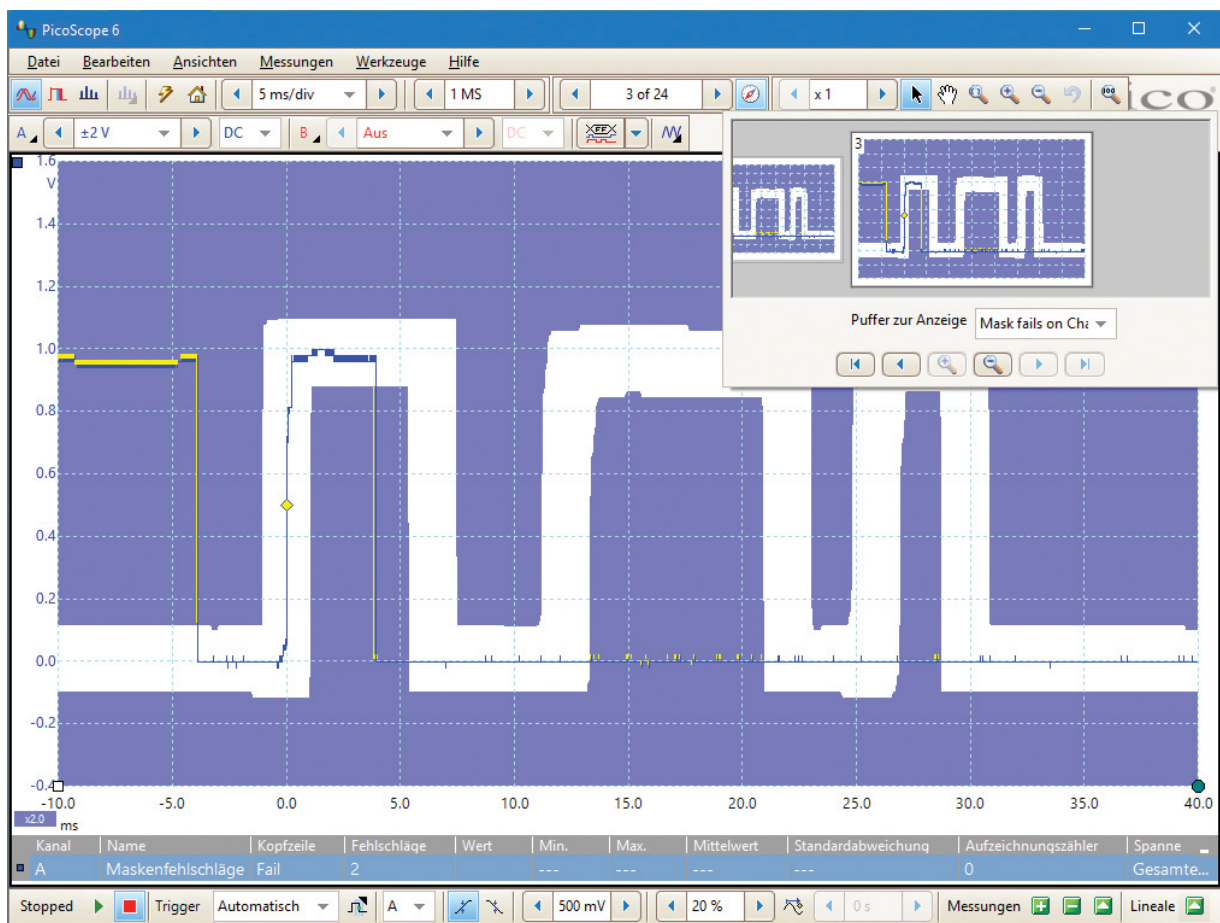 PicoScope 6
Datei Bearbeiten Ansichten Messungen Werkzeuge Hilfe
5 ms/div 1 MS 3 of 24 x 1
ico
A ±2 V DC B Aus DC
3
Puffer zur Anzeige Mask fails on Cha
1.6
V
1.4
1.2
1.0
0.8
0.6
0.4
0.2
0.0
-0.2
-0.4
-10.0 -5.0 0.0 5.0 10.0 15.0 20.0 25.0 30.0 35.0 40.0
x2.0 ms
Kanal Name Kopfzeile Fehlschläge Wert Min. Max. Mittelwert Standardabweichung Aufzeichnungszähler Spanne
A Maskenfehlschläge Fail 2 --- --- --- --- 0 Gesamte...
Stopped Trigger Automatisch A 500 mV 20 % 0 s Messungen Lineale